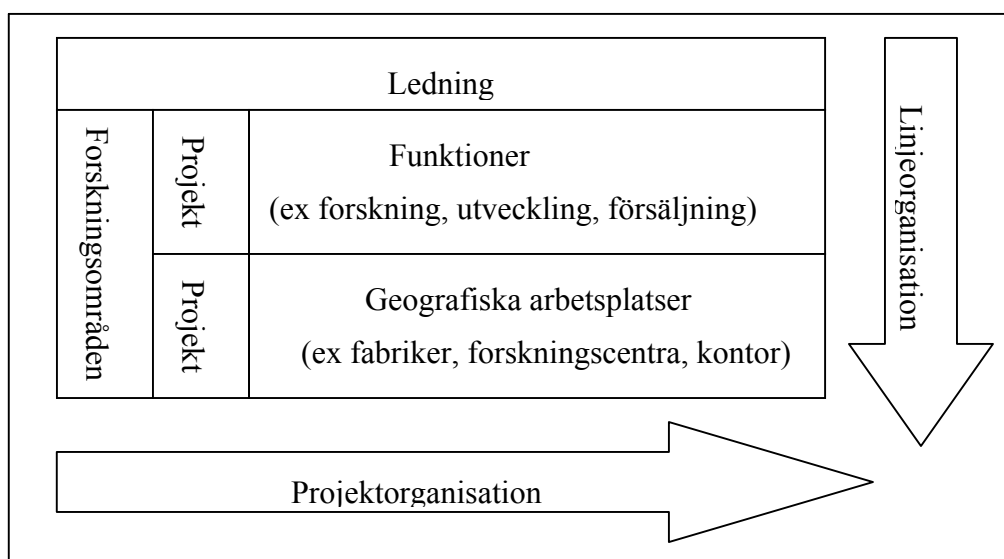 Ledning
Forskningsområden
Projekt
Funktioner
(ex forskning, utveckling, försäljning)
Projekt
Geografiska arbetsplatser
(ex fabriker, forskningscentra, kontor)
Linjeorganisation
Projektorganisation